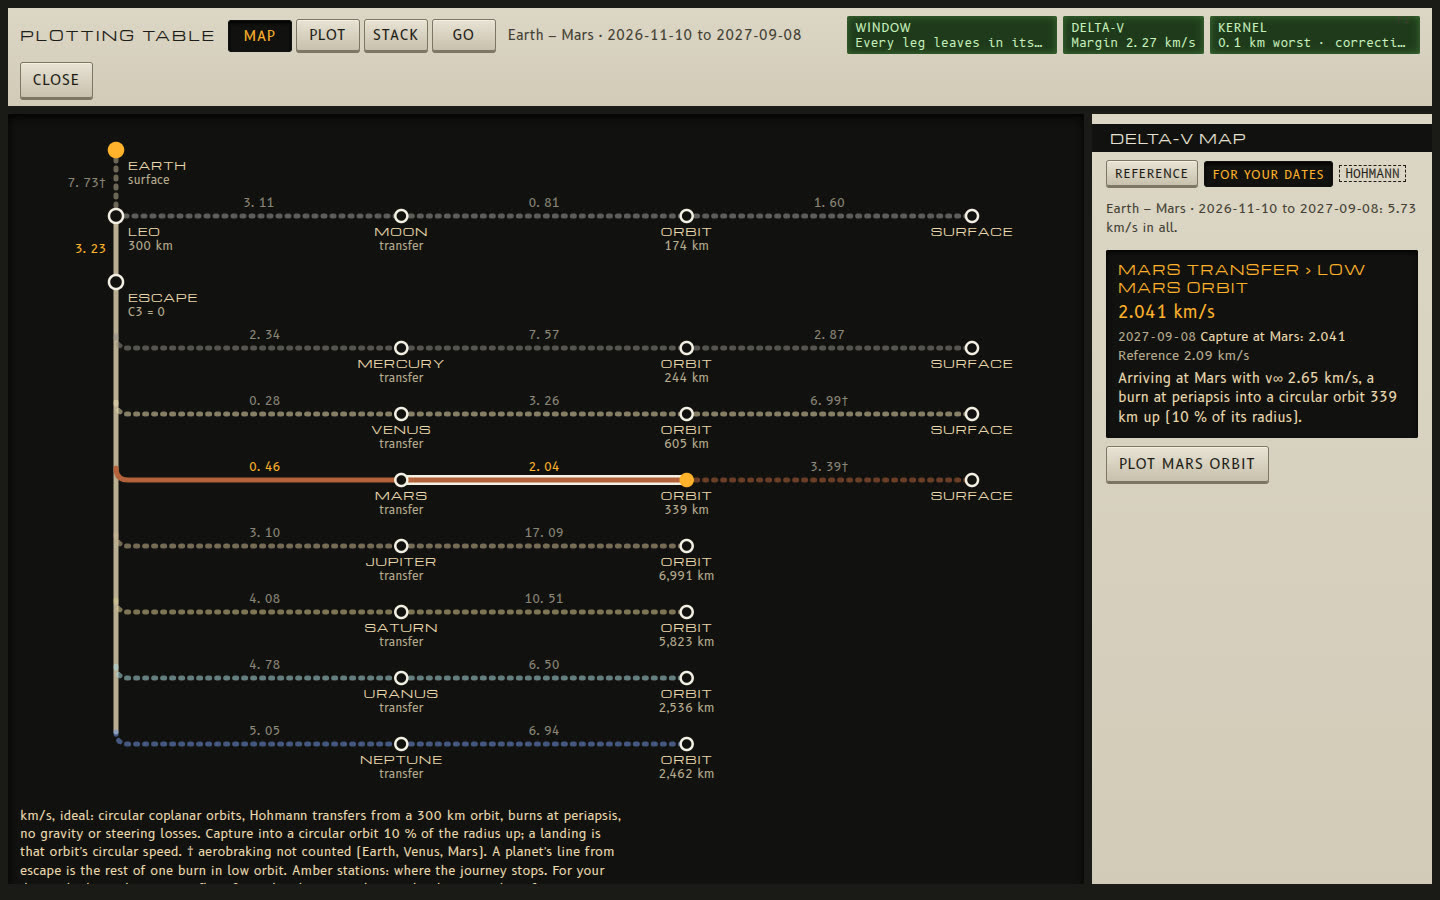 PLOTTING TABLE
MAP
PLOT
STACK
GO
Earth – Mars · 2026-11-10 to 2027-09-08
WINDOW
Every leg leaves in its…
DELTA-V
Margin 2.27 km/s
KERNEL
0.1 km worst · correcti…
CLOSE
EARTH
surface
7.73†
3.11
0.81
1.60
LEO
300 km
MOON
transfer
ORBIT
174 km
SURFACE
3.23
ESCAPE
C3 = 0
2.34
7.57
2.87
MERCURY
transfer
ORBIT
244 km
SURFACE
0.28
3.26
6.99†
VENUS
transfer
ORBIT
605 km
SURFACE
0.46
2.04
3.39†
MARS
transfer
ORBIT
339 km
SURFACE
3.10
17.09
JUPITER
transfer
ORBIT
6,991 km
4.08
10.51
SATURN
transfer
ORBIT
5,823 km
4.78
6.50
URANUS
transfer
ORBIT
2,536 km
5.05
6.94
NEPTUNE
transfer
ORBIT
2,462 km
km/s, ideal: circular coplanar orbits, Hohmann transfers from a 300 km orbit, burns at periapsis,
no gravity or steering losses. Capture into a circular orbit 10 % of the radius up; a landing is
that orbit's circular speed. † aerobraking not counted (Earth, Venus, Mars). A planet's line from
escape is the rest of one burn in low orbit. Amber stations: where the journey stops. For your
DELTA-V MAP
REFERENCE
FOR YOUR DATES
HOHMANN
Earth – Mars · 2026-11-10 to 2027-09-08: 5.73
km/s in all.
MARS TRANSFER › LOW
MARS ORBIT
2.041 km/s
2027-09-08 Capture at Mars: 2.041
Reference 2.09 km/s
Arriving at Mars with v∞ 2.65 km/s, a
burn at periapsis into a circular orbit 339
km up (10 % of its radius).
PLOT MARS ORBIT